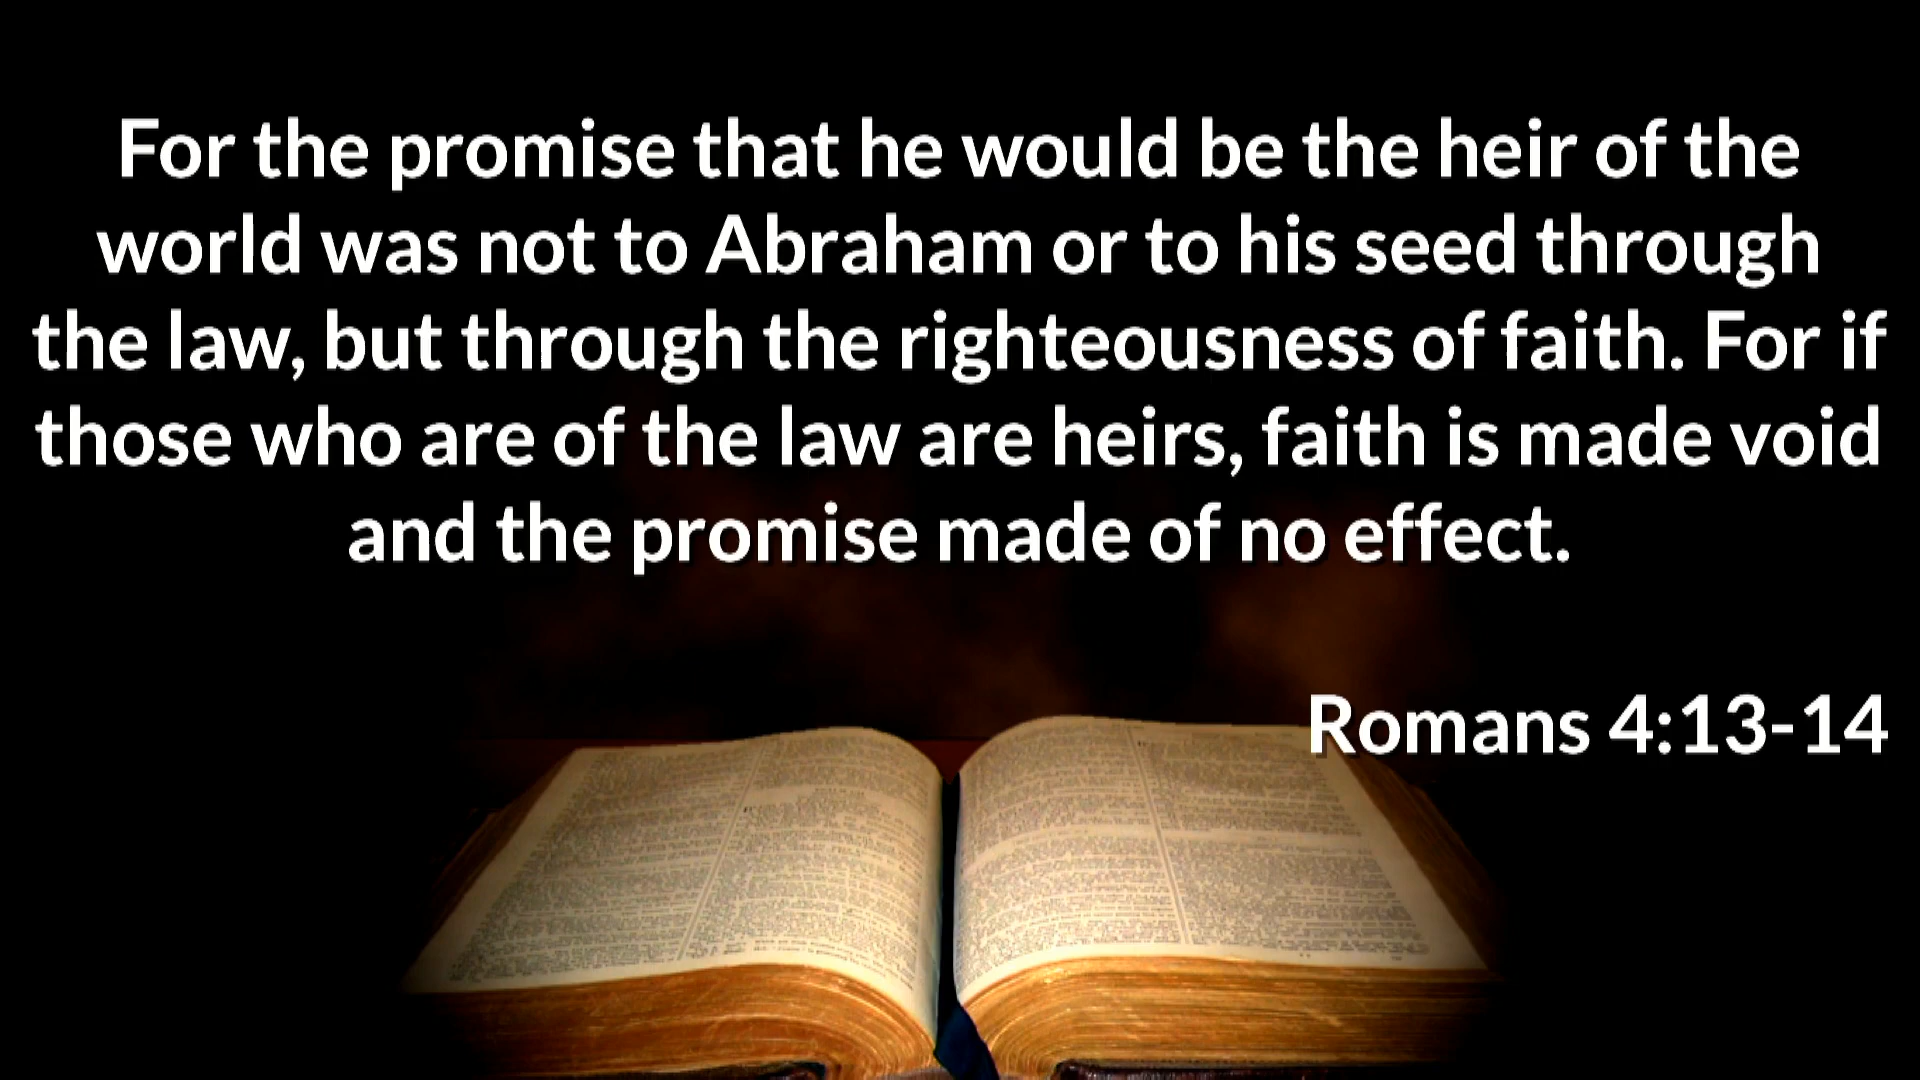 For the promise that he would be the heir of the
world was not to Abraham or to his seed through
the law, but through the righteousness of faith. For if
those who are of the law are heirs, faith is made void
and the promise made of no effect.
Romans 4:13-14